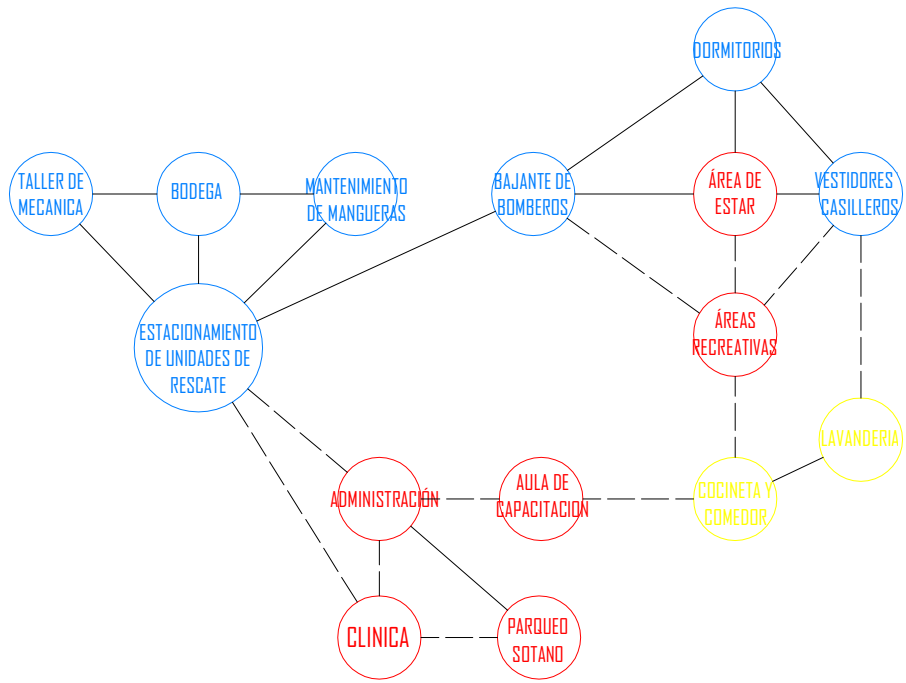 DORMITORIOS
TALLER DE
MECANICA
BODEGA
MANTENIMIENTO
DE MANGUERAS
BAJANTE DE
BOMBEROS
ÁREA DE
ESTAR
VESTIDORES
CASILLEROS
ESTACIONAMIENTO
DE UNIDADES DE
RESCATE
ÁREAS
RECREATIVAS
LAVANDERIA
ADMINISTRACIÓN
AULA DE
CAPACITACION
COCINETA Y
COMEDOR
CLINICA
PARQUEO
SOTANO